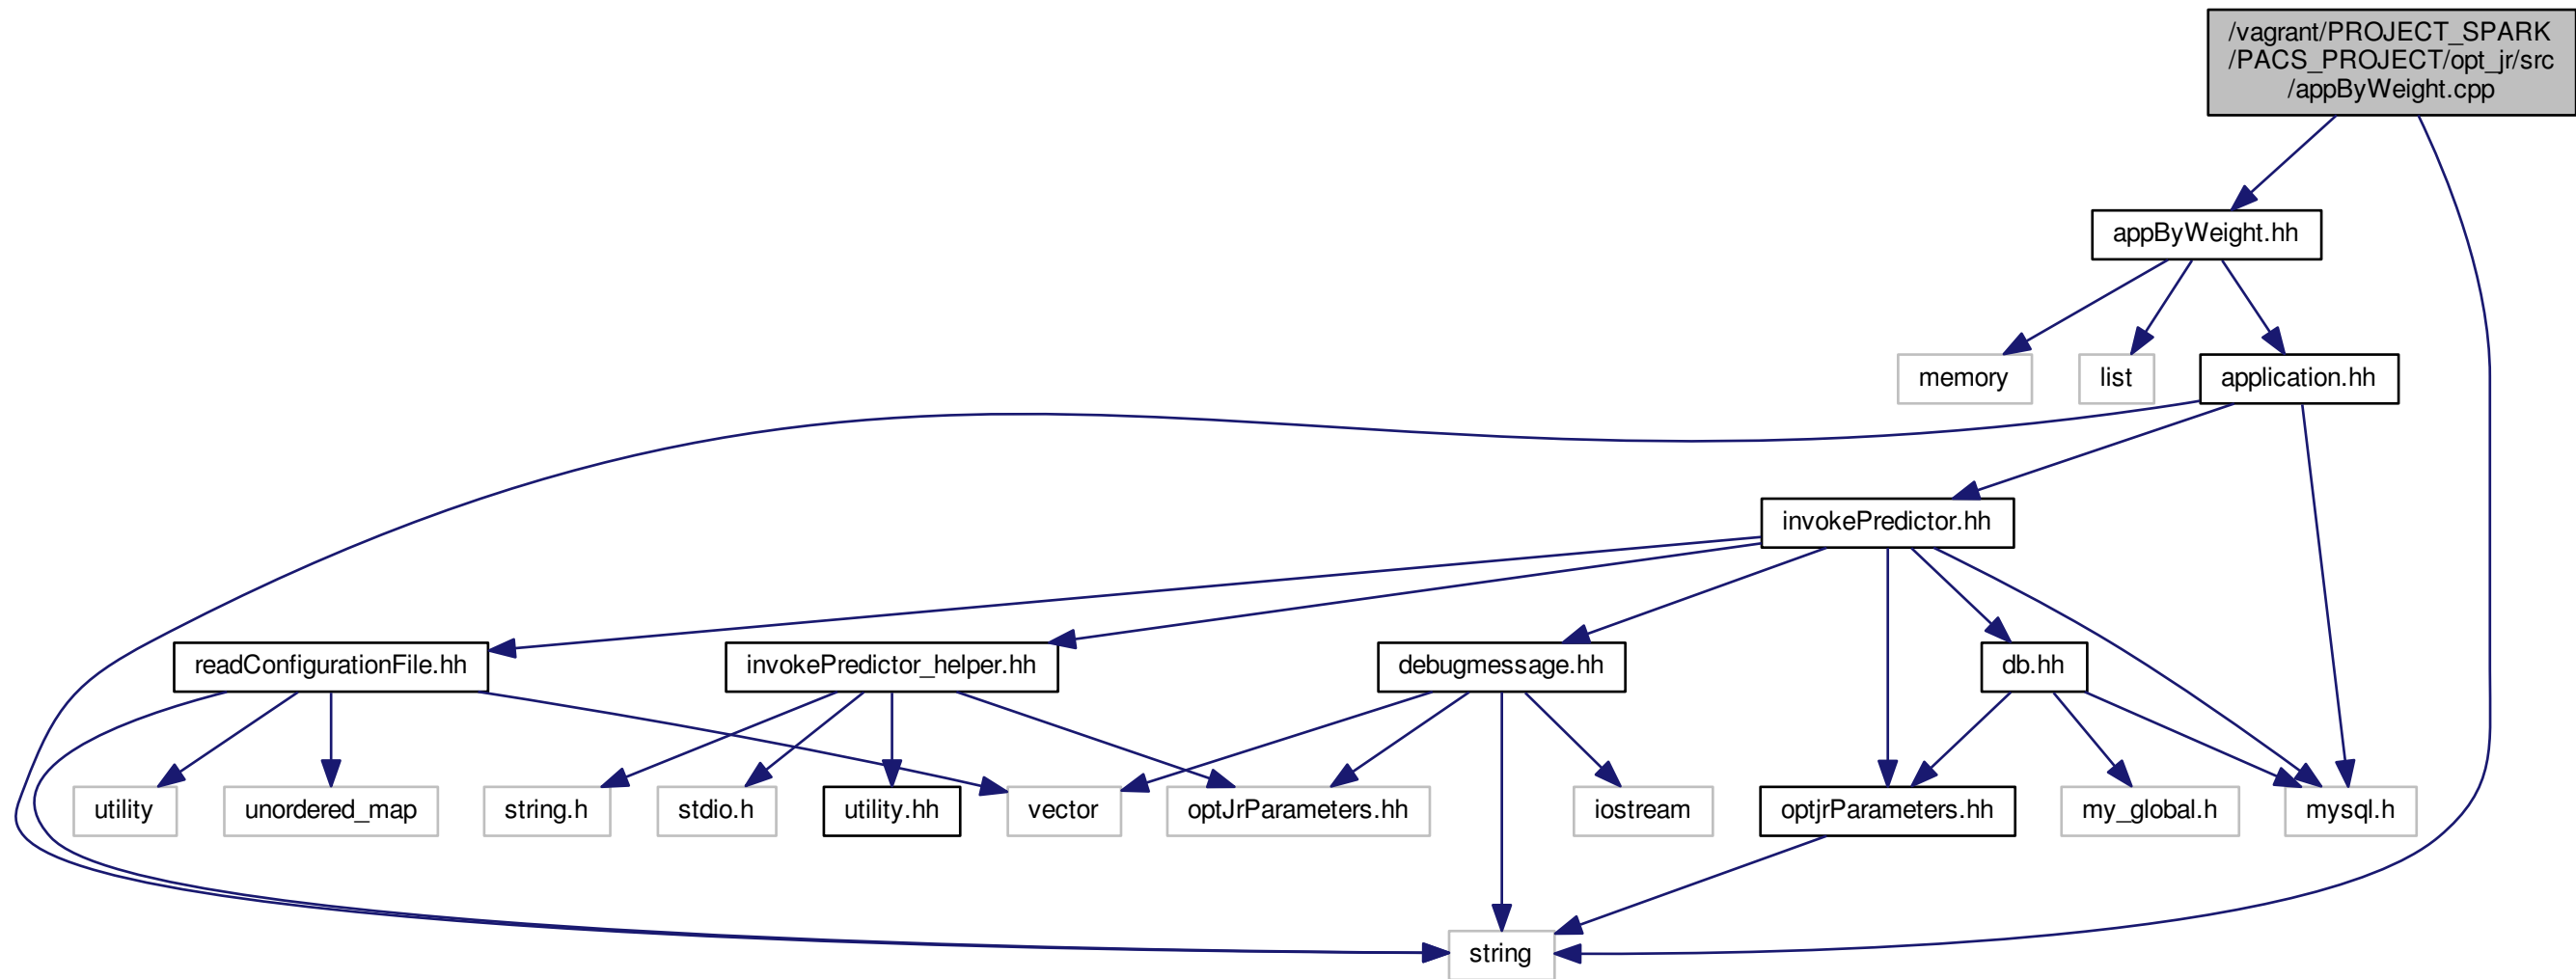 /vagrant/PROJECT_SPARK
/PACS_PROJECT/opt_jr/src
/appByWeight.cpp
appByWeight.hh
memory
list
application.hh
invokePredictor.hh
readConfigurationFile.hh
invokePredictor_helper.hh
debugmessage.hh
db.hh
utility
unordered_map
string.h
stdio.h
utility.hh
vector
optJrParameters.hh
iostream
optjrParameters.hh
my_global.h
mysql.h
string